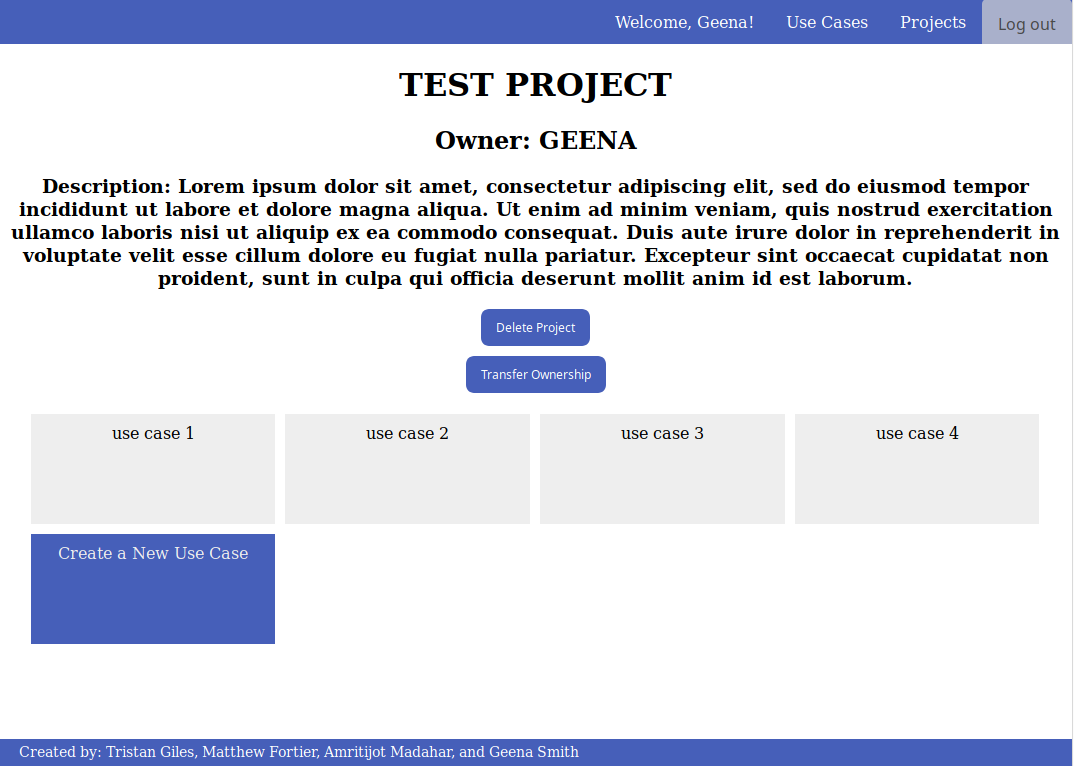 Welcome, Geena! Use Cases Projects Log out
TEST PROJECT
Owner: GEENA
Description: Lorem ipsum dolor sit amet, consectetur adipiscing elit, sed do eiusmod tempor
incididunt ut labore et dolore magna aliqua. Ut enim ad minim veniam, quis nostrud exercitation
ullamco laboris nisi ut aliquip ex ea commodo consequat. Duis aute irure dolor in reprehenderit in
voluptate velit esse cillum dolore eu fugiat nulla pariatur. Excepteur sint occaecat cupidatat non
proident, sunt in culpa qui officia deserunt mollit anim id est laborum.
Delete Project
Transfer Ownership
use case 1 use case 2 use case 3 use case 4
Create a New Use Case
Created by: Tristan Giles, Matthew Fortier, Amritijot Madahar, and Geena Smith